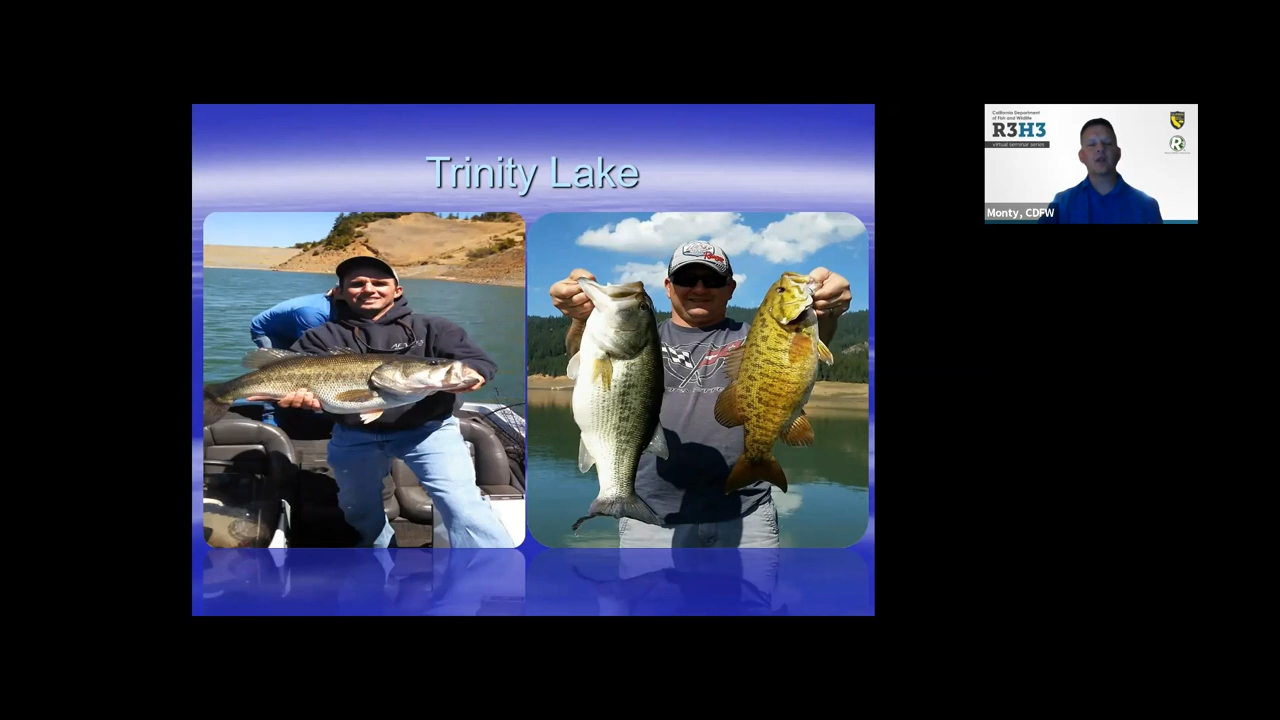 Trinity Lake
California Department
of Fish and Wildlife
R3H3
virtual seminar series
Monty, CDFW